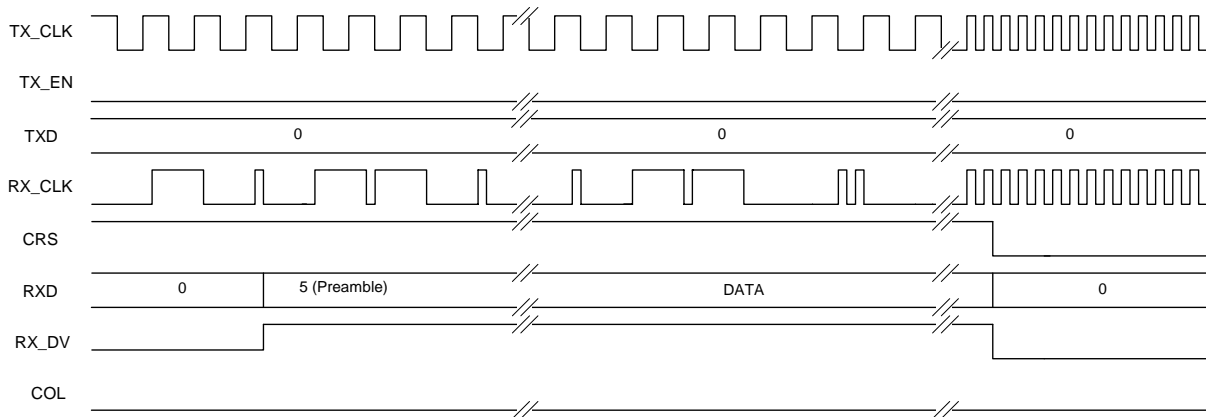 TX_CLK
TX_EN
TXD
0
0
0
RX_CLK
CRS
RXD
0
5 (Preamble)
DATA
0
RX_DV
COL